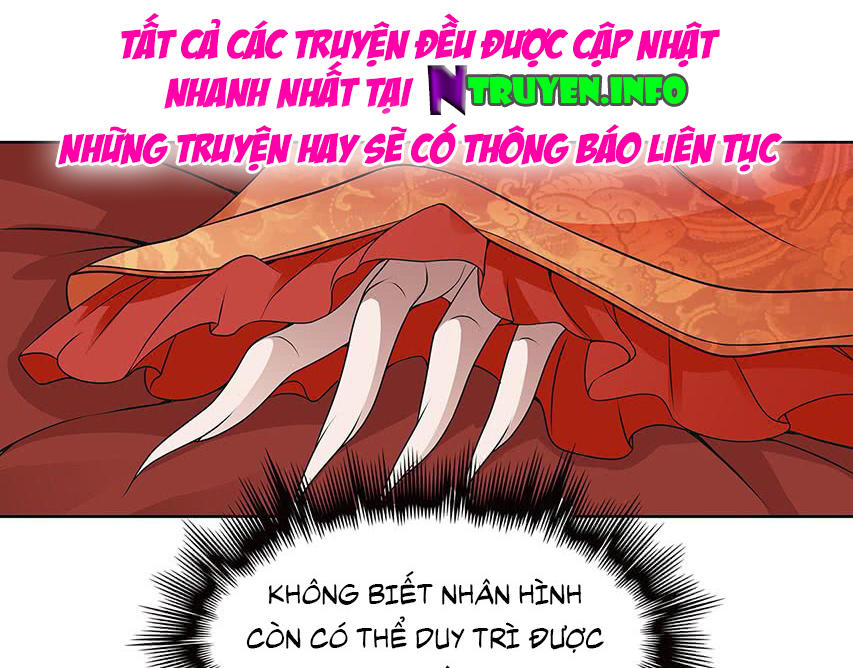 TẤT CẢ CÁC TRUYỆN ĐỀU ĐƯỢC CẬP NHẬT
NHANH NHẤT TẠI NTRUYEN.INFO
NHỮNG TRUYỆN HAY SẼ CÓ THÔNG BÁO LIÊN TỤC
KHÔNG BIẾT NHÂN HÌNH
CÒN CÓ THỂ DUY TRÌ ĐƯỢC